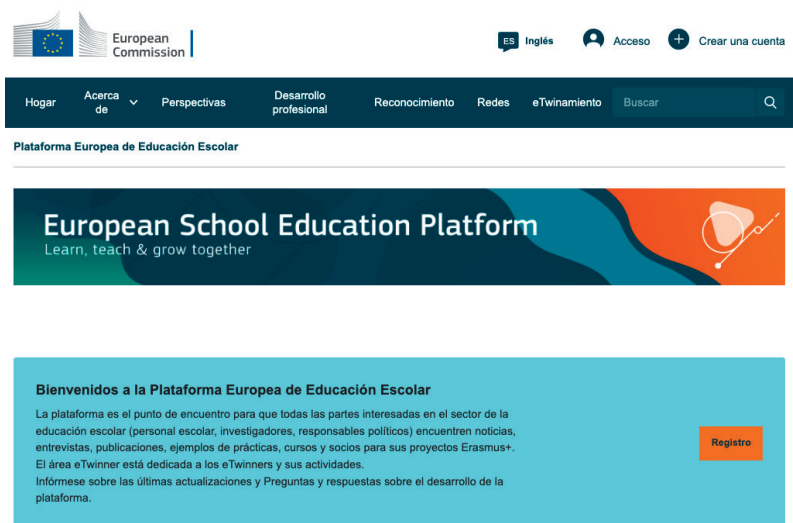 European
Commission
ES Inglés Acceso Crear una cuenta
Hogar Acerca de Perspectivas Desarrollo profesional Reconocimiento Redes eTwinamiento Buscar
Plataforma Europea de Educación Escolar
European School Education Platform
Learn, teach & grow together
Bienvenidos a la Plataforma Europea de Educación Escolar
La plataforma es el punto de encuentro para que todas las partes interesadas en el sector de la
educación escolar (personal escolar, investigadores, responsables políticos) encuentren noticias,
entrevistas, publicaciones, ejemplos de prácticas, cursos y socios para sus proyectos Erasmus+.
El área eTwinner está dedicada a los eTwinners y sus actividades.
Infórmese sobre las últimas actualizaciones y Preguntas y respuestas sobre el desarrollo de la
plataforma.
Registro